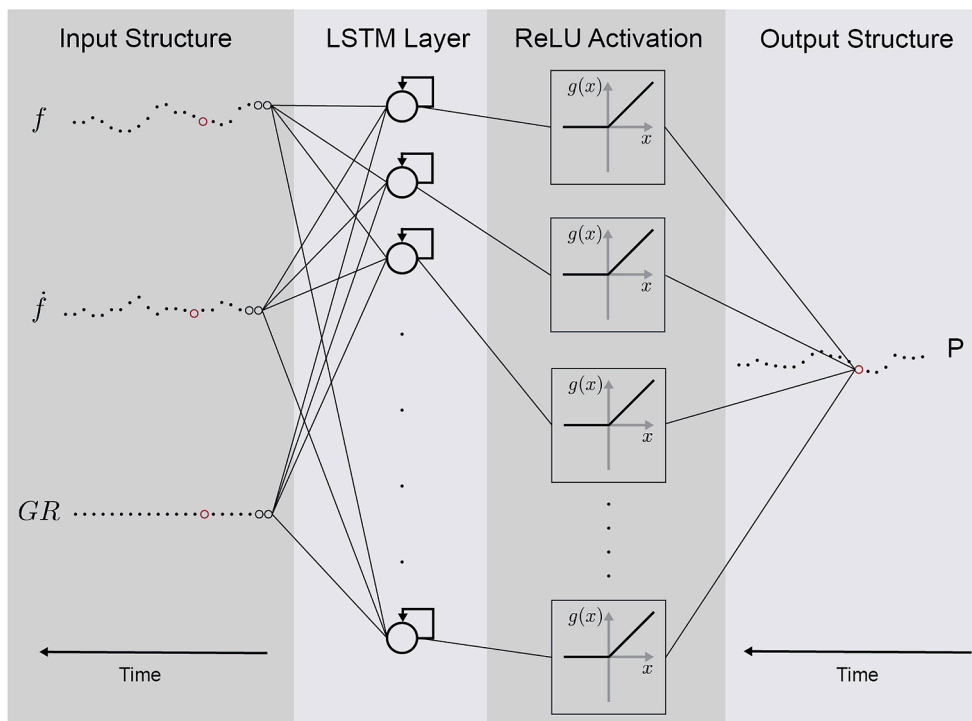 Input Structure
LSTM Layer
ReLU Activation
Output Structure
f
g(x)
x
g(x)
x
ḟ
P
g(x)
x
GR
g(x)
x
Time
Time